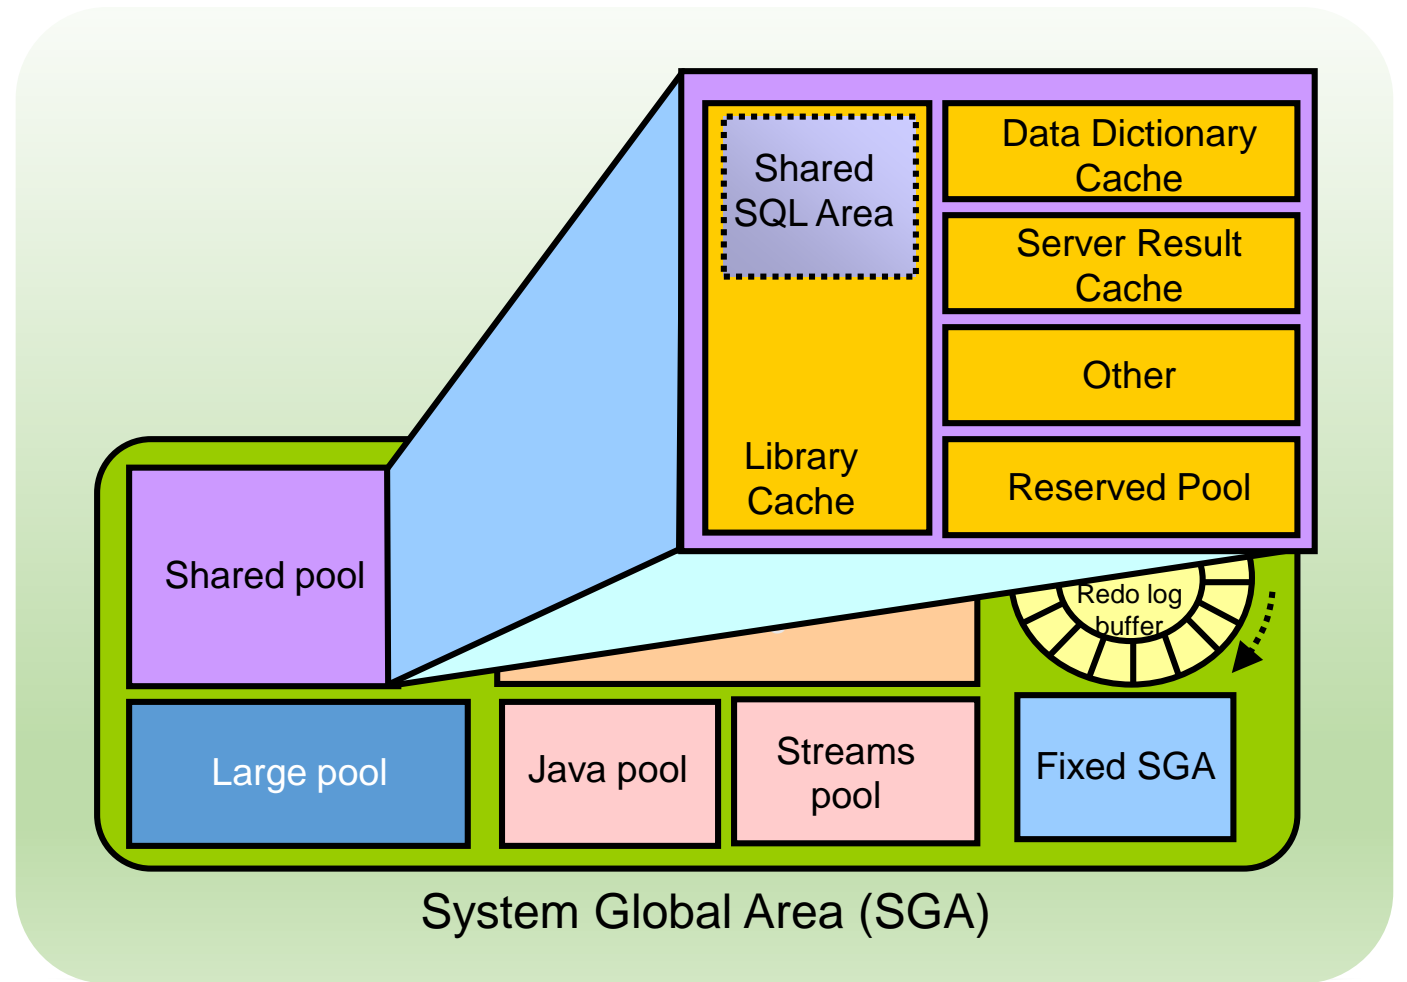 Shared
SQL Area
Library
Cache
Data Dictionary
Cache
Server Result
Cache
Other
Reserved Pool
Shared pool
Redo log
buffer
Large pool
Java pool
Streams
pool
Fixed SGA
System Global Area (SGA)